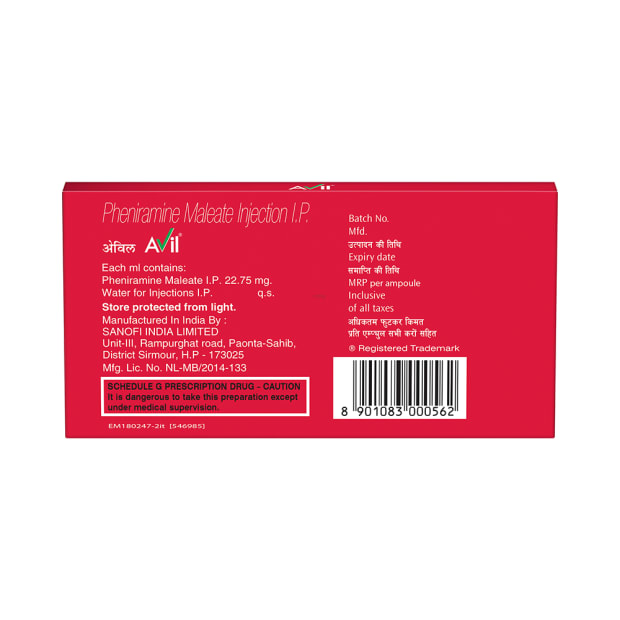 Avil
Pheniramine Maleate Injection I.P.
अेविल Avil®
Each ml contains:
Pheniramine Maleate I.P. 22.75 mg.
Water for Injections I.P. q.s.
Store protected from light.
Manufactured In India By :
SANOFI INDIA LIMITED
Unit-III, Rampurghat road, Paonta-Sahib,
District Sirmour, H.P - 173025
Mfg. Lic. No. NL-MB/2014-133
SCHEDULE G PRESCRIPTION DRUG - CAUTION
It is dangerous to take this preparation except
under medical supervision.
EM180247-2it [546985]
Batch No.
Mfd.
उत्पादन की तिथि
Expiry date
समाप्ति की तिथि
MRP per ampoule
Inclusive
of all taxes
अधिकतम फुटकर किमत
प्रति एम्प्युल सभी करों सहित
® Registered Trademark
8 901083 000562